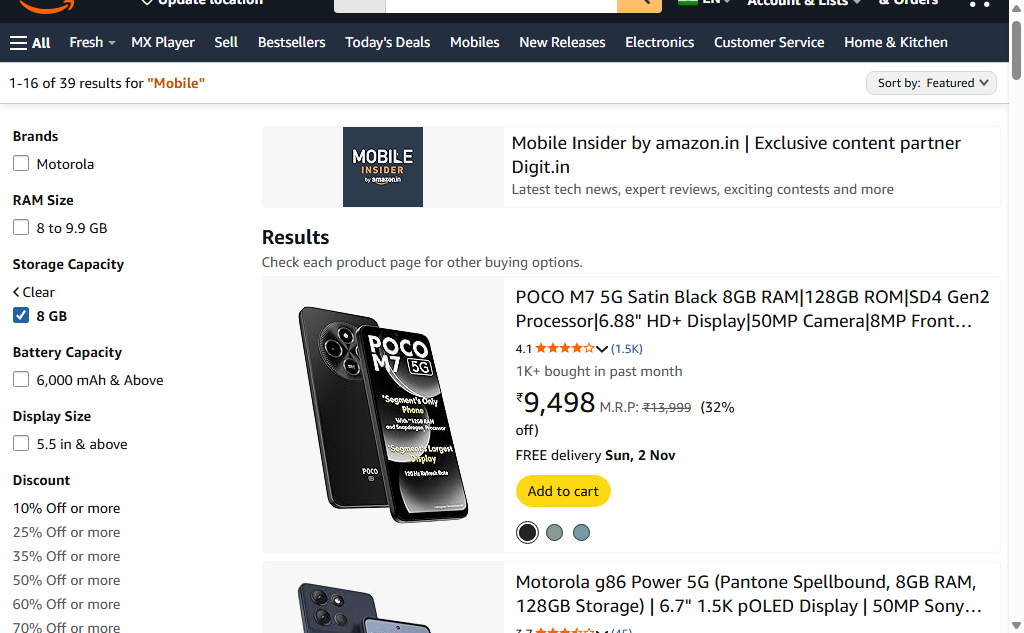 Update location
EN
Account & Lists
& Orders
All
Fresh
MX Player
Sell
Bestsellers
Today's Deals
Mobiles
New Releases
Electronics
Customer Service
Home & Kitchen
1-16 of 39 results for "Mobile"
Sort by: Featured
Brands
Motorola
RAM Size
8 to 9.9 GB
Storage Capacity
Clear
8 GB
Battery Capacity
6,000 mAh & Above
Display Size
5.5 in & above
Discount
10% Off or more
25% Off or more
35% Off or more
50% Off or more
60% Off or more
70% Off or more
MOBILE
INSIDER
by amazon.in
Mobile Insider by amazon.in | Exclusive content partner
Digit.in
Latest tech news, expert reviews, exciting contests and more
Results
Check each product page for other buying options.
POCO
POCO
M7 5G
"Segment's Only
Phone
With *12GB RAM
and Snapdragon Processor
*Segment's Largest
Display
120 Hz Refresh Rate
POCO M7 5G Satin Black 8GB RAM|128GB ROM|SD4 Gen2
Processor|6.88" HD+ Display|50MP Camera|8MP Front…
4.1 (1.5K)
1K+ bought in past month
₹9,498 M.R.P: ₹13,999 (32%
off)
FREE delivery Sun, 2 Nov
Add to cart
Motorola g86 Power 5G (Pantone Spellbound, 8GB RAM,
128GB Storage) | 6.7" 1.5K pOLED Display | 50MP Sony…
3.7 (45)